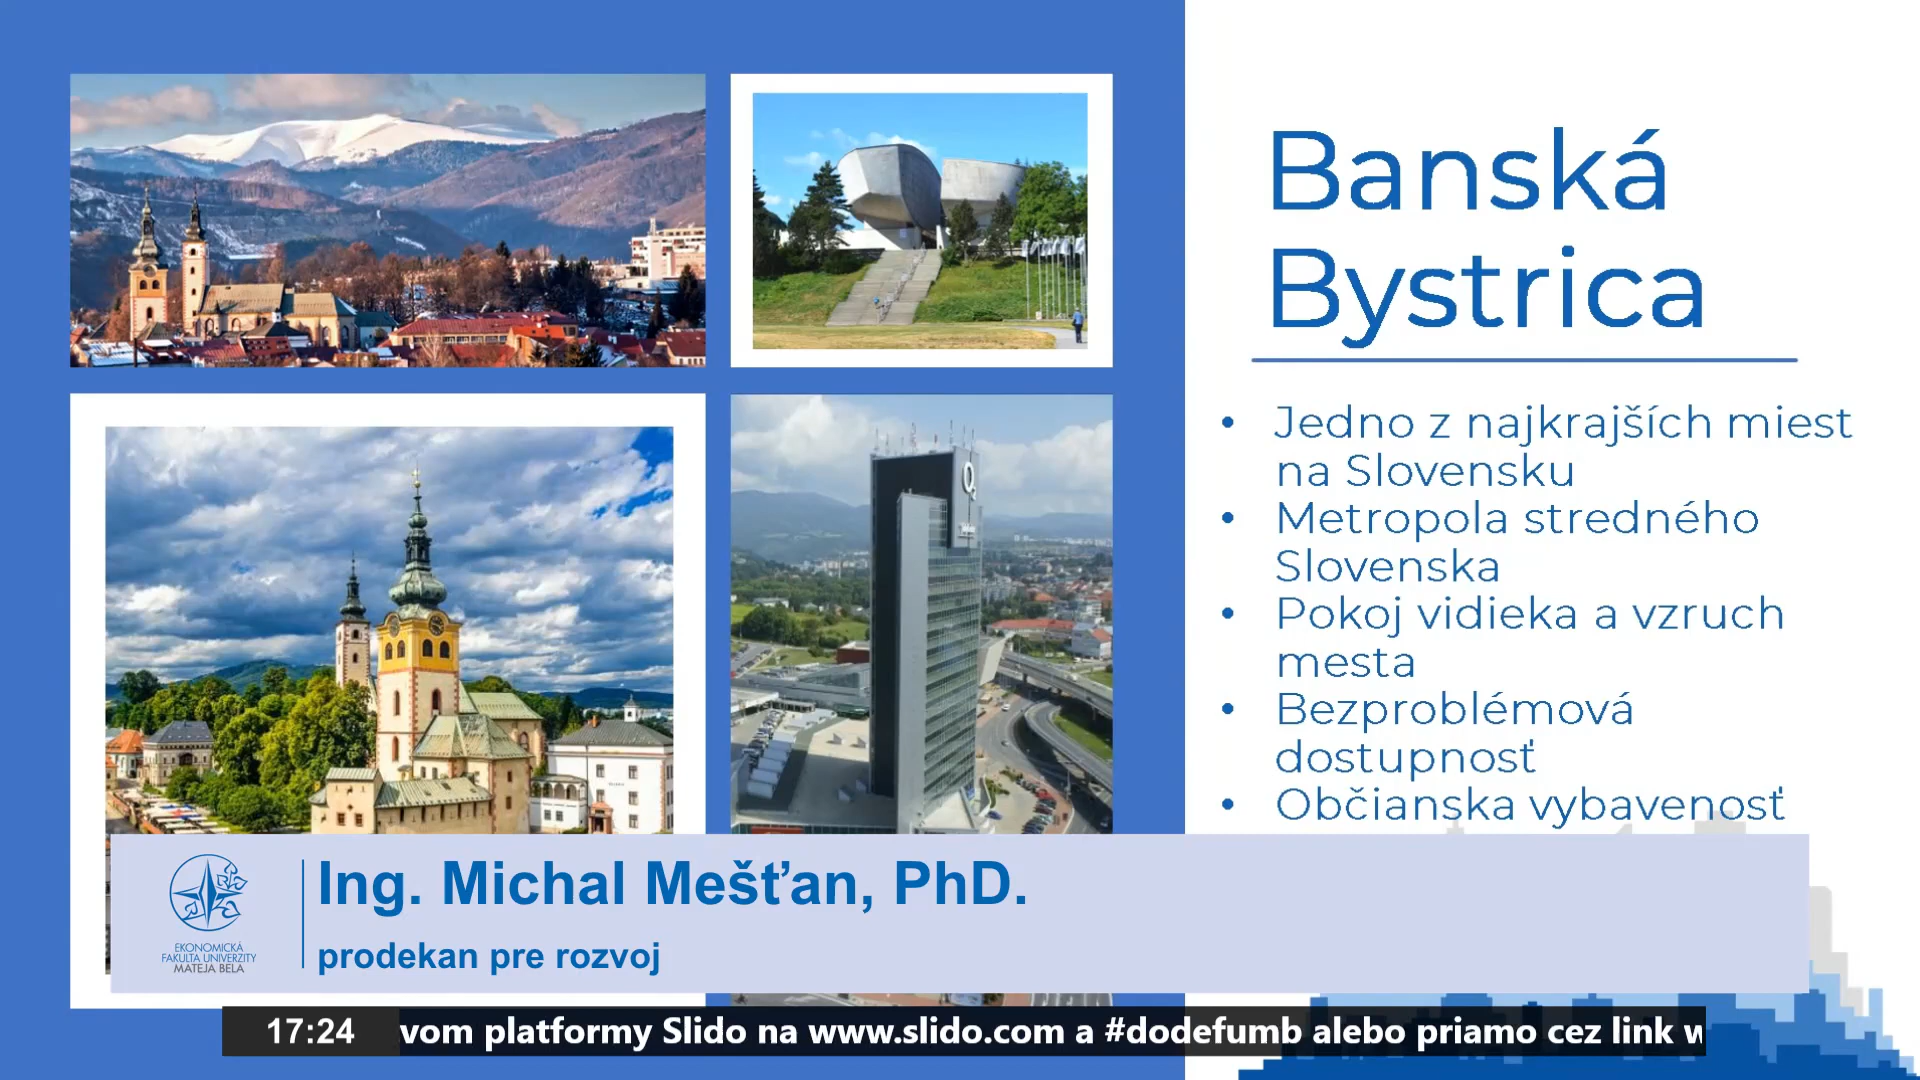 Banská
Bystrica
• Jedno z najkrajších miest
na Slovensku
• Metropola stredného
Slovenska
• Pokoj vidieka a vzruch
mesta
• Bezproblémová
dostupnosť
• Občianska vybavenosť
O2
Ing. Michal Mešťan, PhD.
prodekan pre rozvoj
EKONOMICKÁ
FAKULTA UNIVERZITY
MATEJA BELA
17:24 vom platformy Slido na www.slido.com a #dodefumb alebo priamo cez link